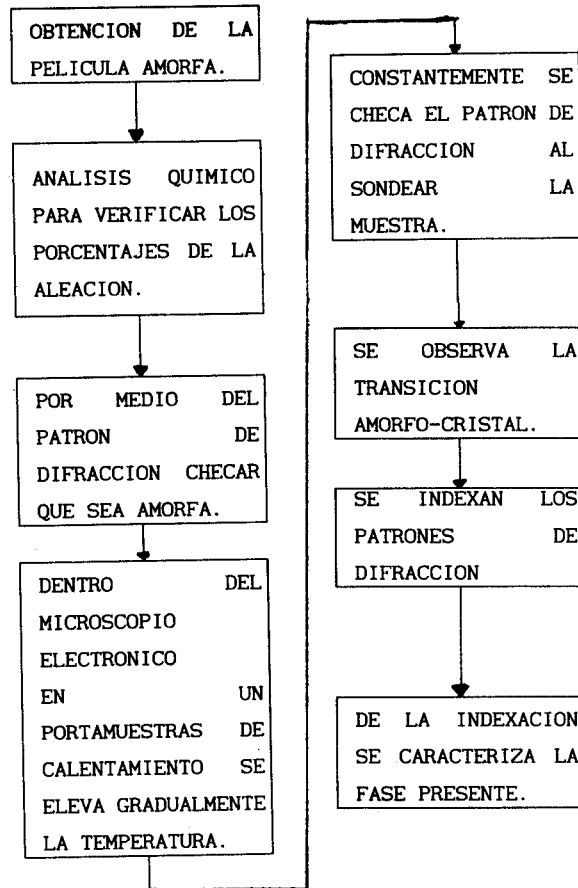 OBTENCION DE LA
PELICULA AMORFA.
ANALISIS QUIMICO
PARA VERIFICAR LOS
PORCENTAJES DE LA
ALEACION.
POR MEDIO DEL
PATRON DE
DIFRACCION CHECAR
QUE SEA AMORFA.
DENTRO DEL
MICROSCOPIO
ELECTRONICO
EN UN
PORTAMUESTRAS DE
CALENTAMIENTO SE
ELEVA GRADUALMENTE
LA TEMPERATURA.
CONSTANTEMENTE SE
CHECA EL PATRON DE
DIFRACCION AL
SONDEAR LA
MUESTRA.
SE OBSERVA LA
TRANSICION
AMORFO-CRISTAL.
SE INDEXAN LOS
PATRONES DE
DIFRACCION
DE LA INDEXACION
SE CARACTERIZA LA
FASE PRESENTE.